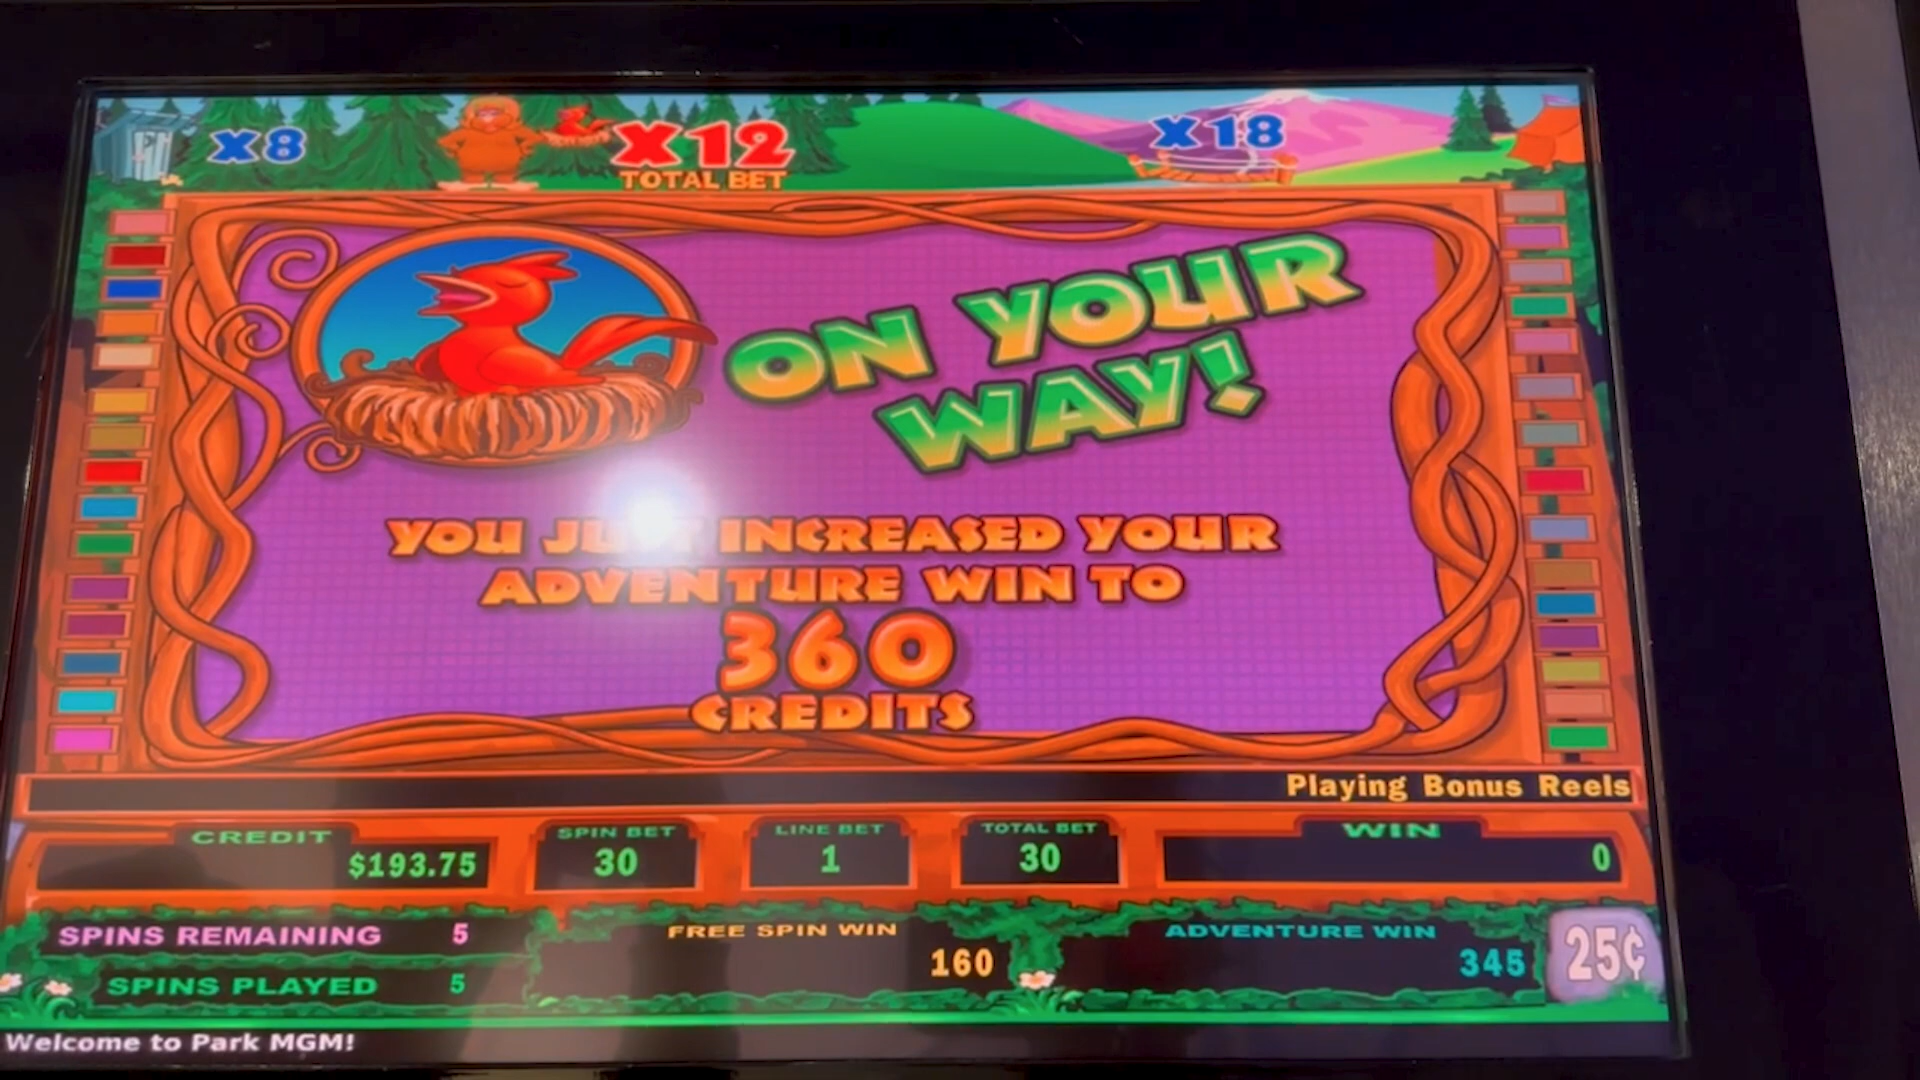 X8
X12
X18
TOTAL BET
ON YOUR
WAY!
YOU JUST INCREASED YOUR
ADVENTURE WIN TO
360
CREDITS
Playing Bonus Reels
CREDIT
$193.75
SPIN BET
30
LINE BET
1
TOTAL BET
30
WIN
0
SPINS REMAINING 5
SPINS PLAYED 5
FREE SPIN WIN
160
ADVENTURE WIN
345
25¢
Welcome to Park MGM!